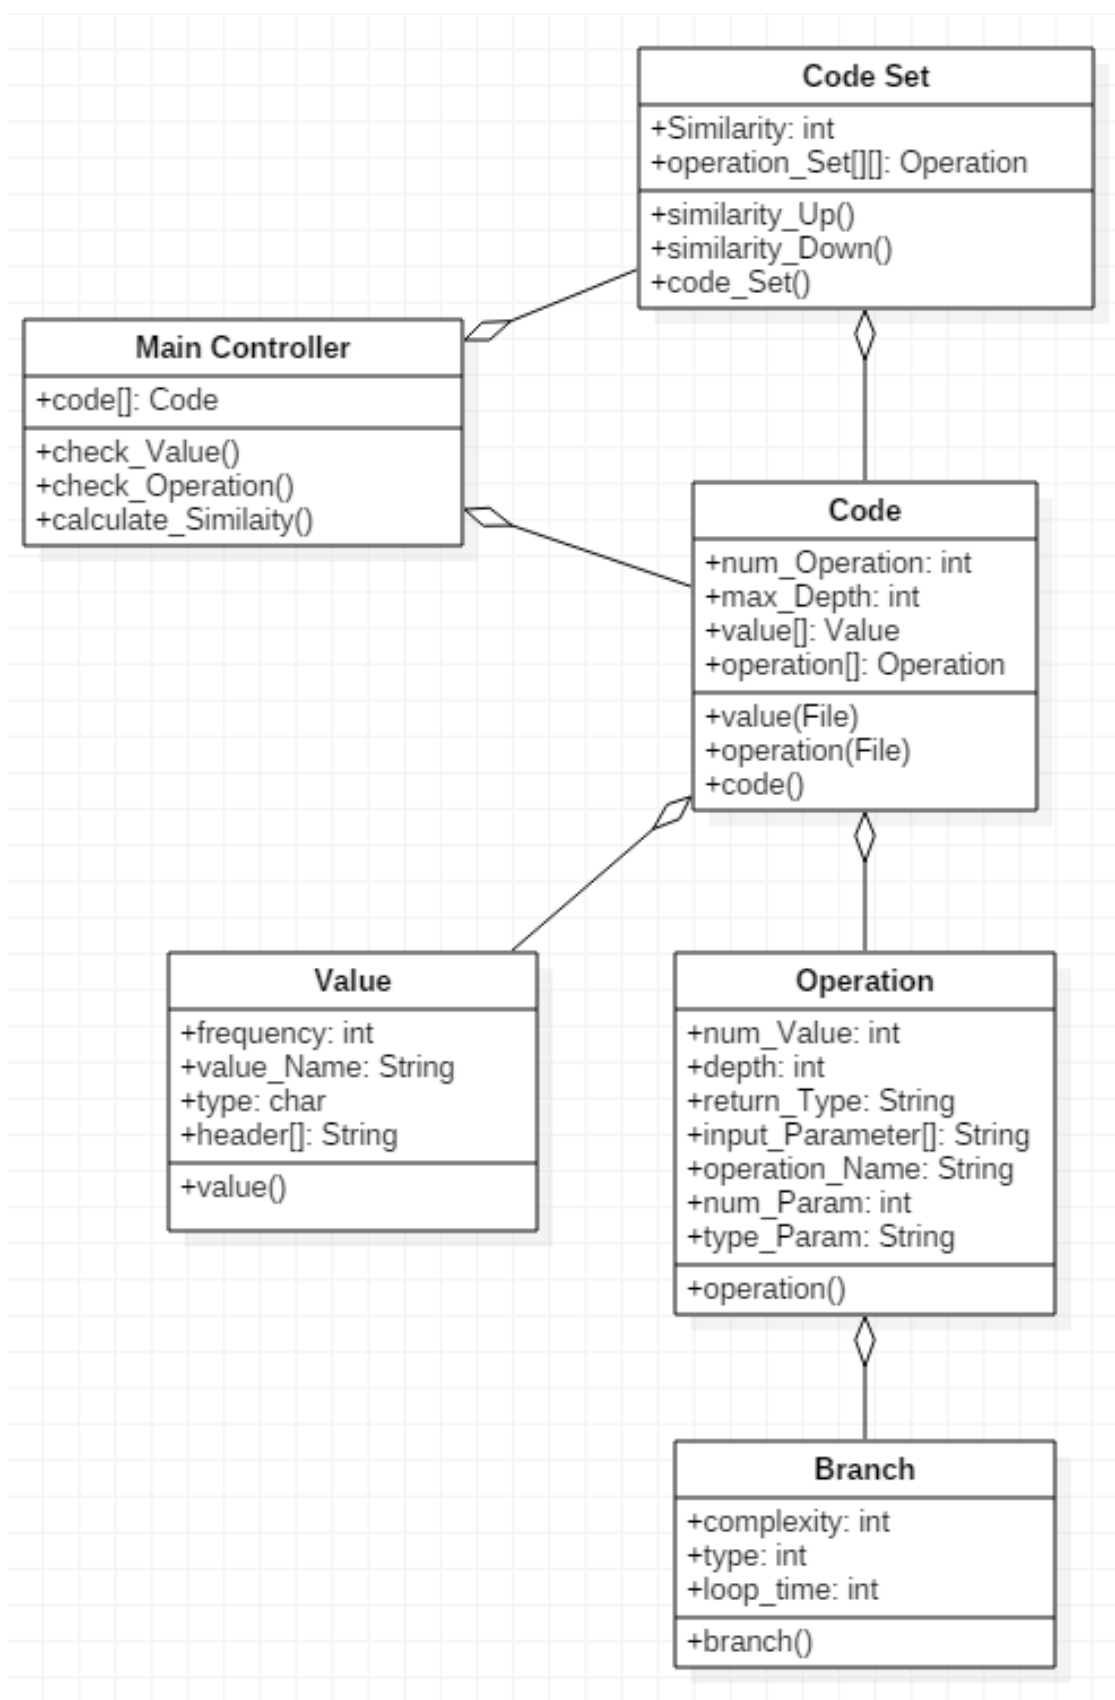 Code Set
+Similarity: int
+operation_Set[][]: Operation
+similarity_Up()
+similarity_Down()
+code_Set()
Main Controller
+code[]: Code
+check_Value()
+check_Operation()
+calculate_Similaity()
Code
+num_Operation: int
+max_Depth: int
+value[]: Value
+operation[]: Operation
+value(File)
+operation(File)
+code()
Value
+frequency: int
+value_Name: String
+type: char
+header[]: String
+value()
Operation
+num_Value: int
+depth: int
+return_Type: String
+input_Parameter[]: String
+operation_Name: String
+num_Param: int
+type_Param: String
+operation()
Branch
+complexity: int
+type: int
+loop_time: int
+branch()